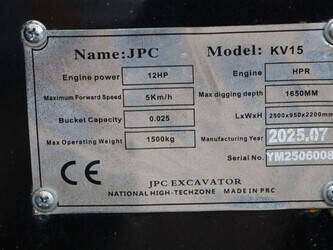 Name: JPC Model: KV15
Engine power 12HP Engine HPR
Maximum Forward Speed 5Km/h Max digging depth 1650MM
Bucket Capacity 0.025 LxWxH 2500x950x2200mm
Max Operating Weight 1500kg Manufacturing Year 2025.07
Serial No. YM2506008
CE
JPC EXCAVATOR
NATIONAL HIGH-TECHZONE MADE IN PRC